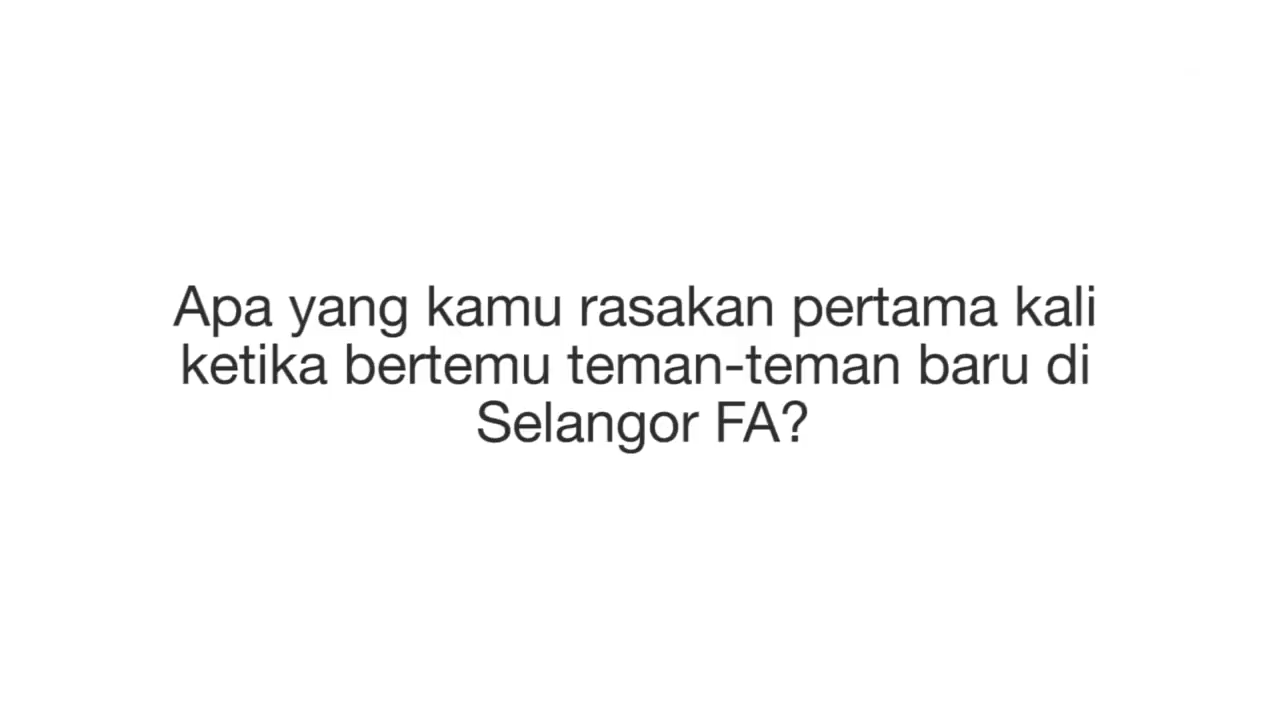 Apa yang kamu rasakan pertama kali
ketika bertemu teman-teman baru di
Selangor FA?